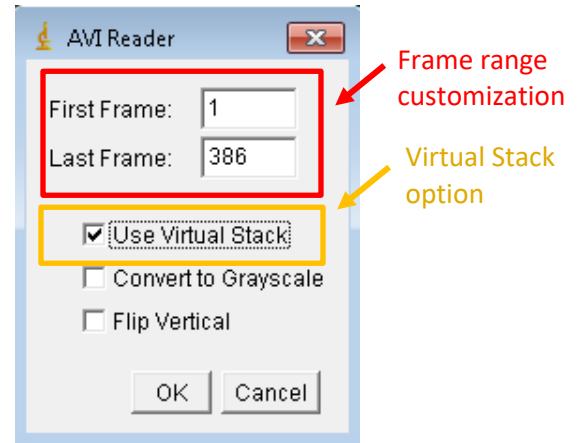 AVI Reader
First Frame: 1
Last Frame: 386
Use Virtual Stack
Convert to Grayscale
Flip Vertical
OK Cancel
Frame range
customization
Virtual Stack
option